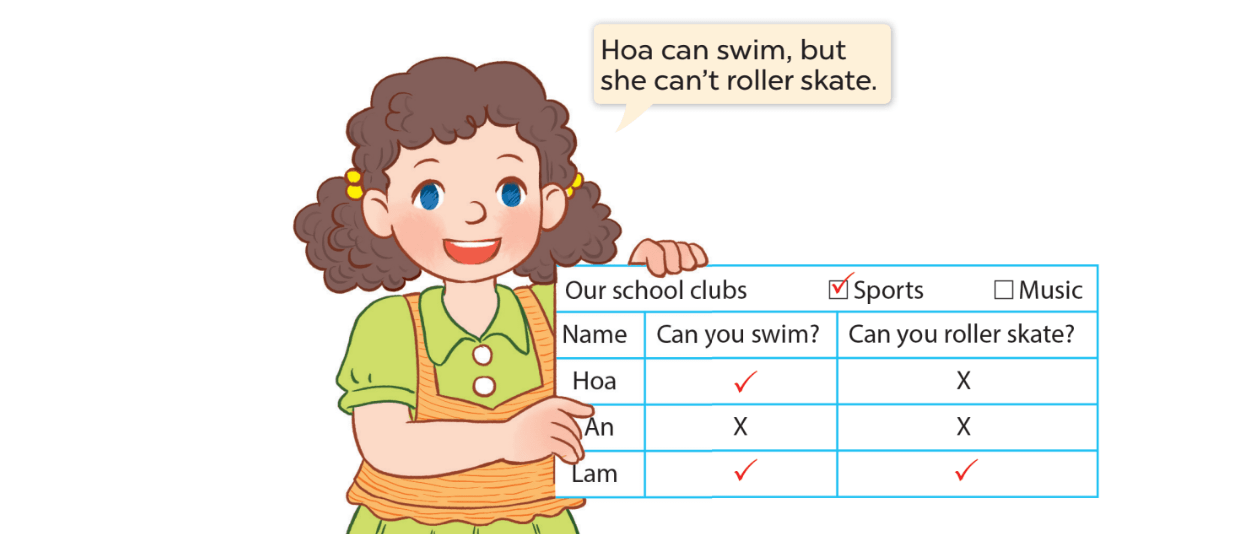 Hoa can swim, but
she can't roller skate.
Our school clubs ☑ Sports ☐ Music
Name Can you swim? Can you roller skate?
Hoa ✓ X
An X X
Lam ✓ ✓